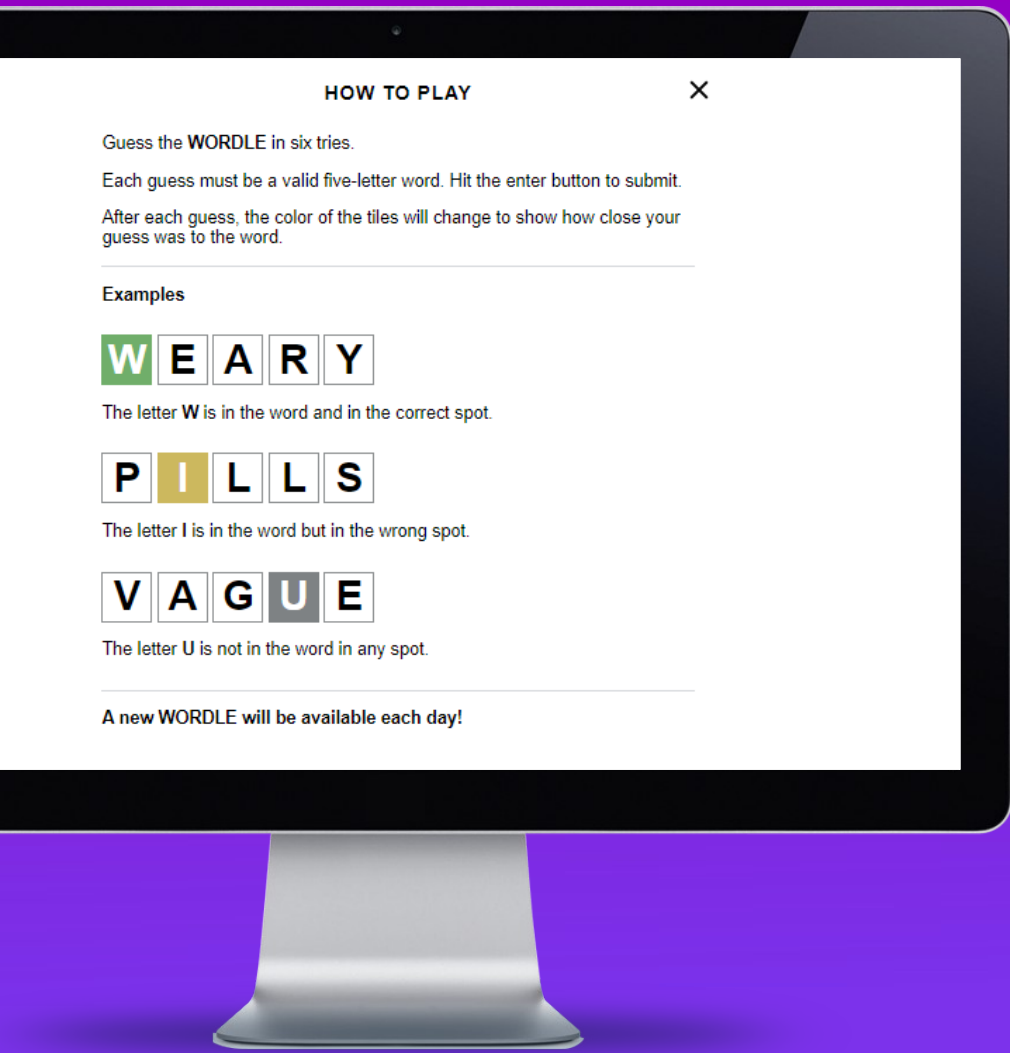 HOW TO PLAY
Guess the WORDLE in six tries.
Each guess must be a valid five-letter word. Hit the enter button to submit.
After each guess, the color of the tiles will change to show how close your
guess was to the word.
Examples
WEARY
The letter W is in the word and in the correct spot.
PILLS
The letter I is in the word but in the wrong spot.
VAGUE
The letter U is not in the word in any spot.
A new WORDLE will be available each day!